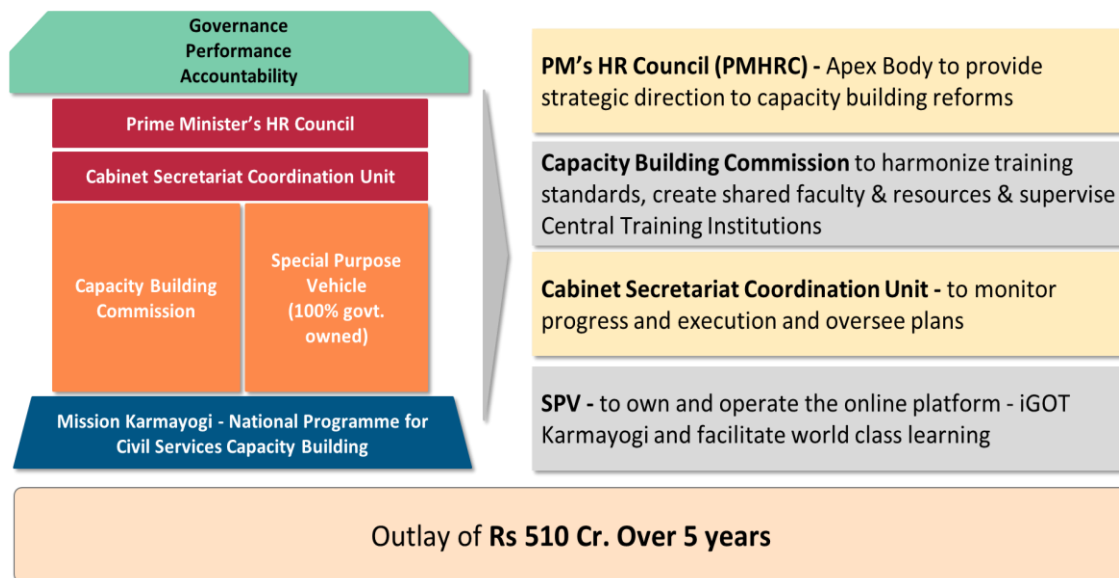 Governance
Performance
Accountability
Prime Minister’s HR Council
Cabinet Secretariat Coordination Unit
Capacity Building
Commission
Special Purpose
Vehicle
(100% govt.
owned)
Mission Karmayogi - National Programme for
Civil Services Capacity Building
PM’s HR Council (PMHRC) - Apex Body to provide
strategic direction to capacity building reforms
Capacity Building Commission to harmonize training
standards, create shared faculty & resources & supervise
Central Training Institutions
Cabinet Secretariat Coordination Unit - to monitor
progress and execution and oversee plans
SPV - to own and operate the online platform - iGOT
Karmayogi and facilitate world class learning
Outlay of Rs 510 Cr. Over 5 years